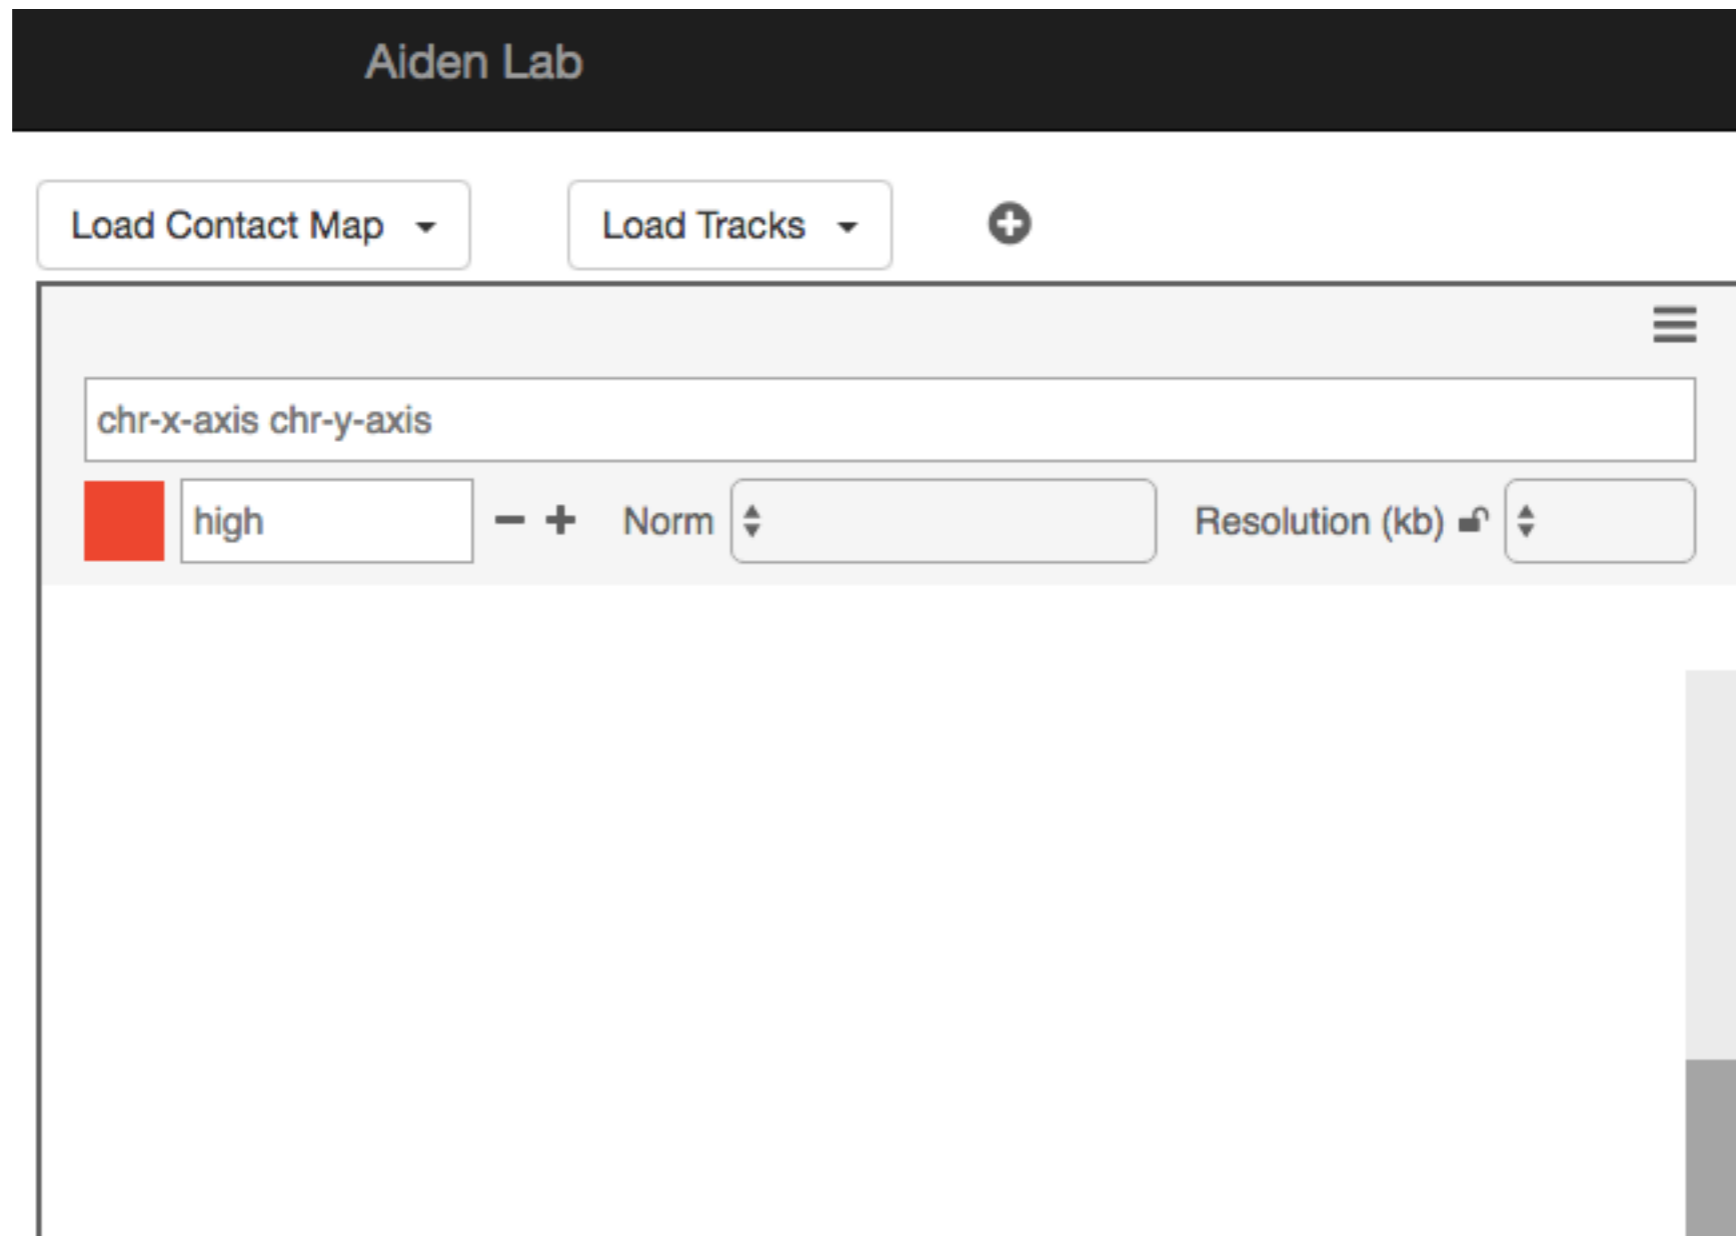 Aiden Lab
Load Contact Map Load Tracks
chr-x-axis chr-y-axis
high Norm Resolution (kb)